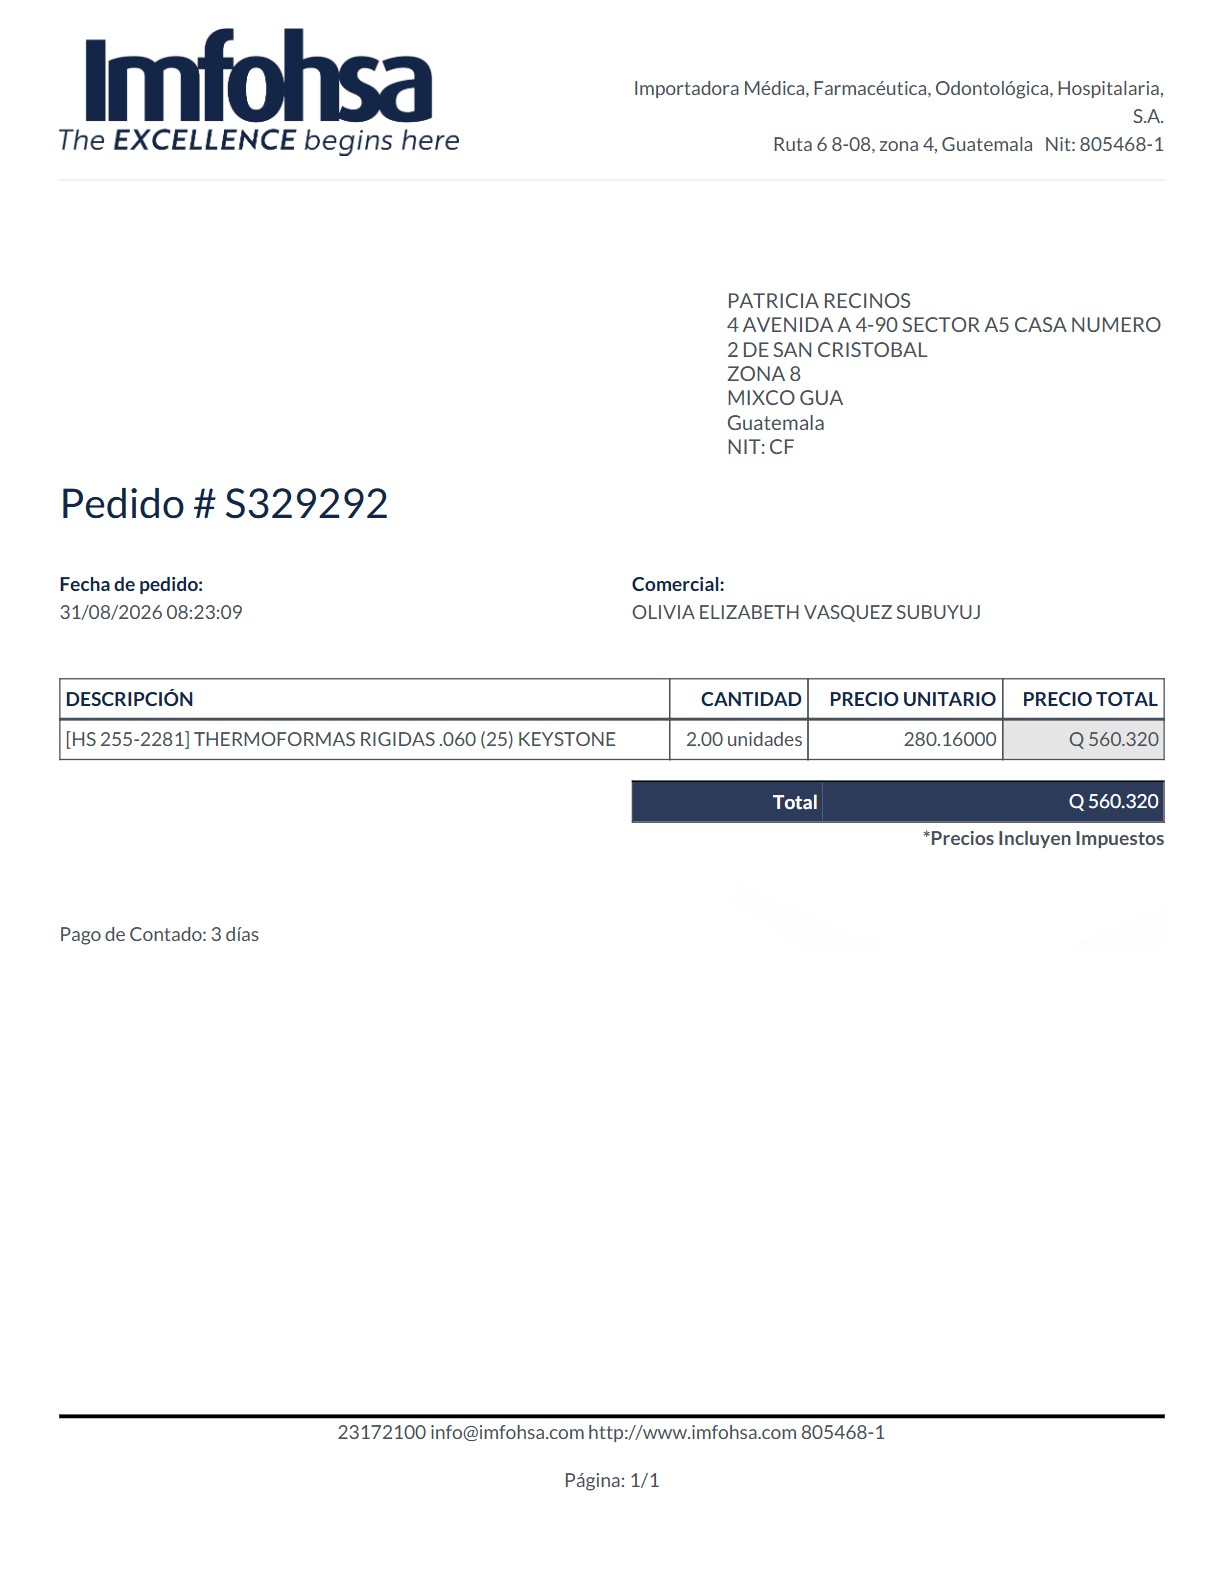 Imfohsa
The EXCELLENCE begins here
Importadora Médica, Farmacéutica, Odontológica, Hospitalaria,
S.A.
Ruta 6 8-08, zona 4, Guatemala Nit: 805468-1
PATRICIA RECINOS
4 AVENIDA A 4-90 SECTOR A5 CASA NUMERO
2 DE SAN CRISTOBAL
ZONA 8
MIXCO GUA
Guatemala
NIT: CF
Pedido # S329292
Fecha de pedido: Comercial:
31/08/2026 08:23:09 OLIVIA ELIZABETH VASQUEZ SUBUYUJ
DESCRIPCIÓN CANTIDAD PRECIO UNITARIO PRECIO TOTAL
[HS 255-2281] THERMOFORMAS RIGIDAS .060 (25) KEYSTONE 2.00 unidades 280.16000 Q 560.320
Total Q 560.320
*Precios Incluyen Impuestos
Pago de Contado: 3 días
23172100 info@imfohsa.com http://www.imfohsa.com 805468-1
Página: 1/1